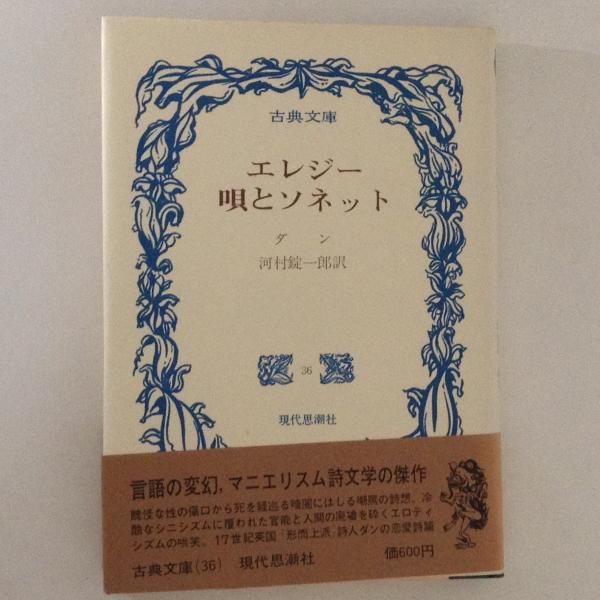 古典文庫
エレジー
唄とソネット
ダン
河村錠一郎訳
36
現代思潮社
言語の変幻,マニエリスム詩文学の傑作
醜怪な性の傷口から死を経巡る暗闇にはしる嘲罵の詩想。冷
酷なシニシズムに覆われた官能と人間の廃墟を砕くエロティ
シズムの哄笑。17世紀英国「形而上派」詩人ダンの恋愛詩篇
古典文庫(36) 現代思潮社 価600円